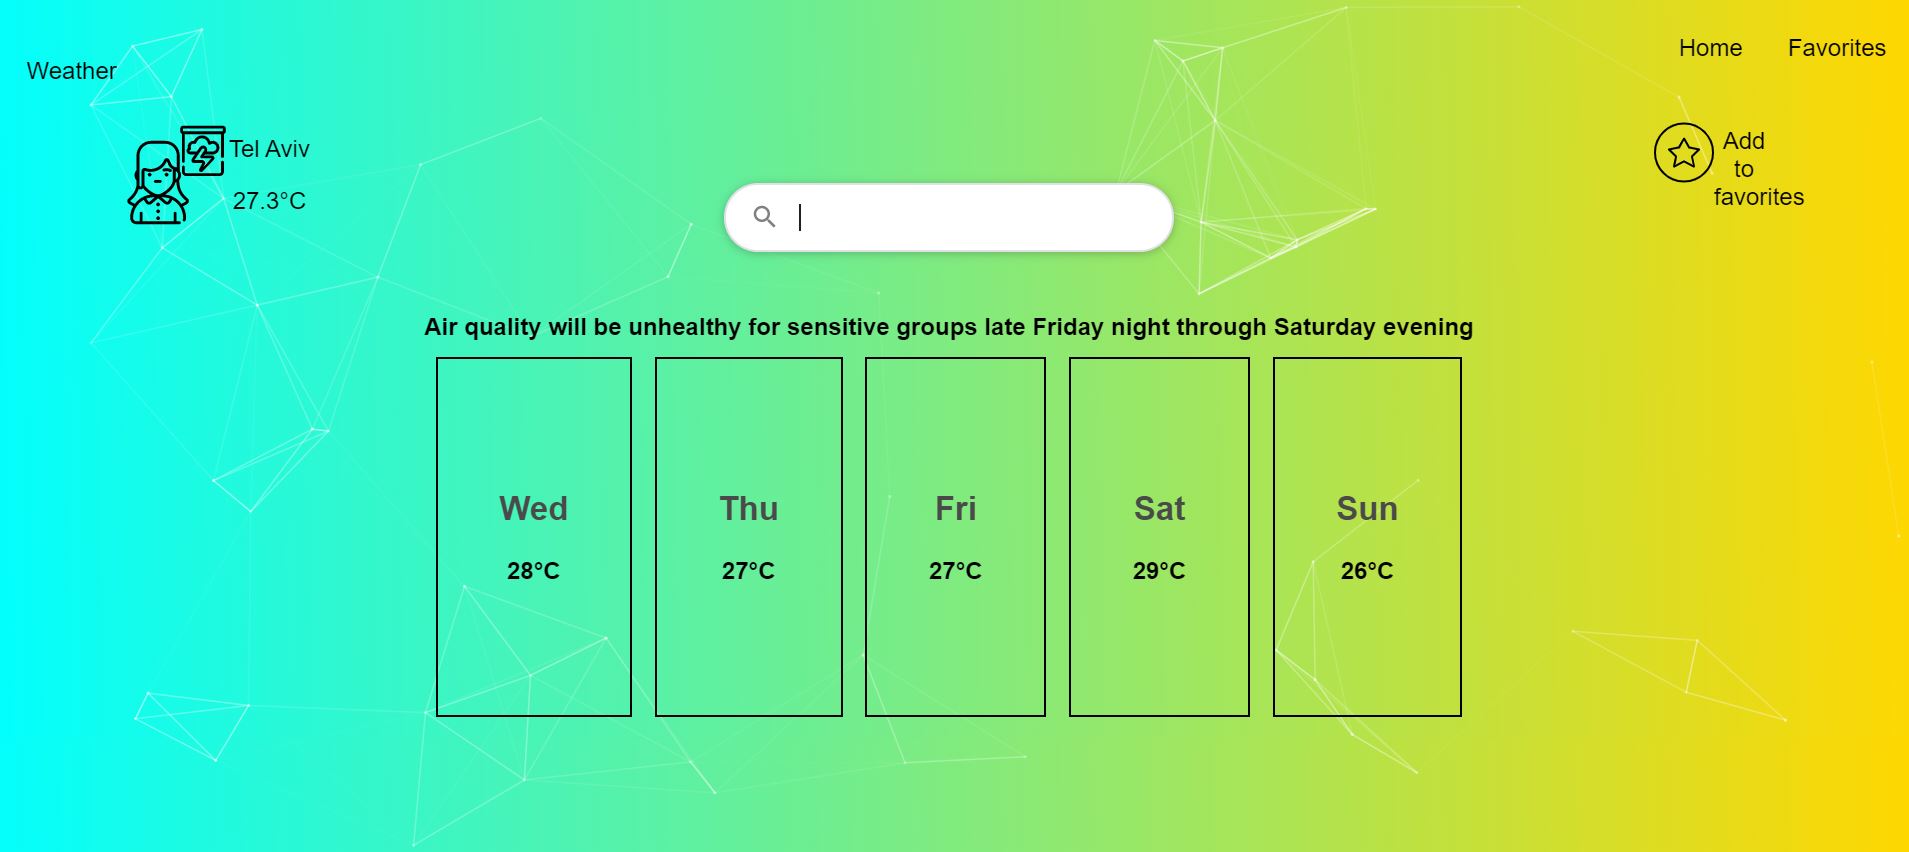 Weather
Home
Favorites
Tel Aviv
27.3°C
Add
to
favorites
Air quality will be unhealthy for sensitive groups late Friday night through Saturday evening
Wed
28°C
Thu
27°C
Fri
27°C
Sat
29°C
Sun
26°C